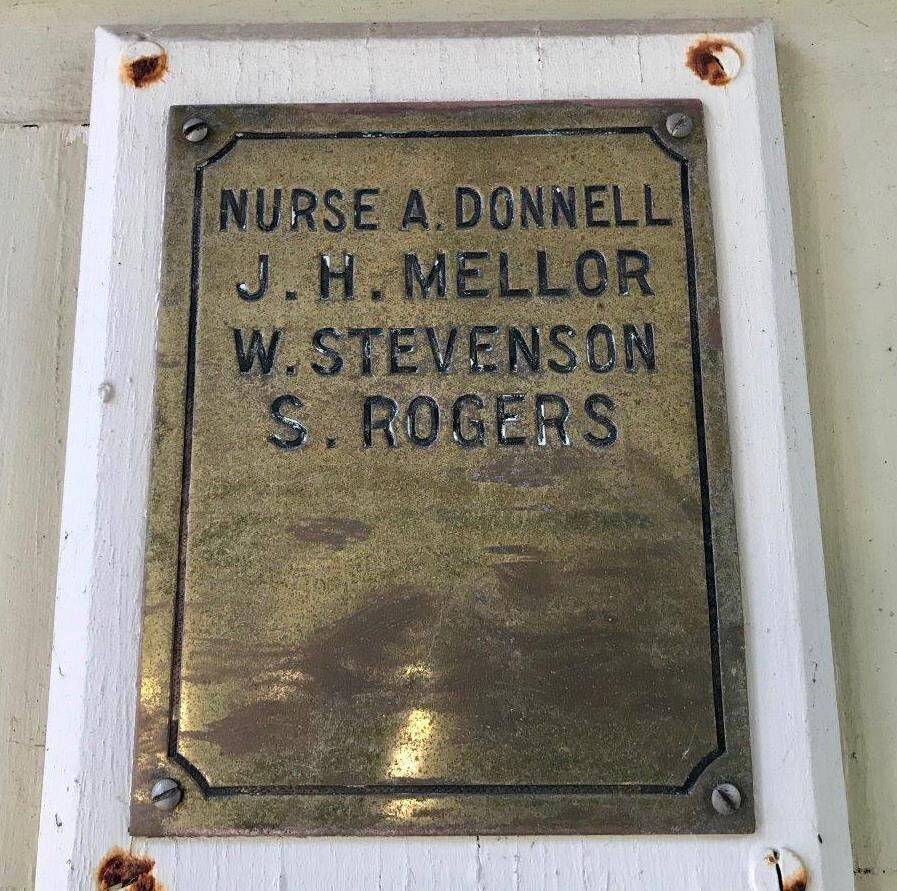 NURSE A. DONNELL
J. H. MELLOR
W. STEVENSON
S. ROGERS